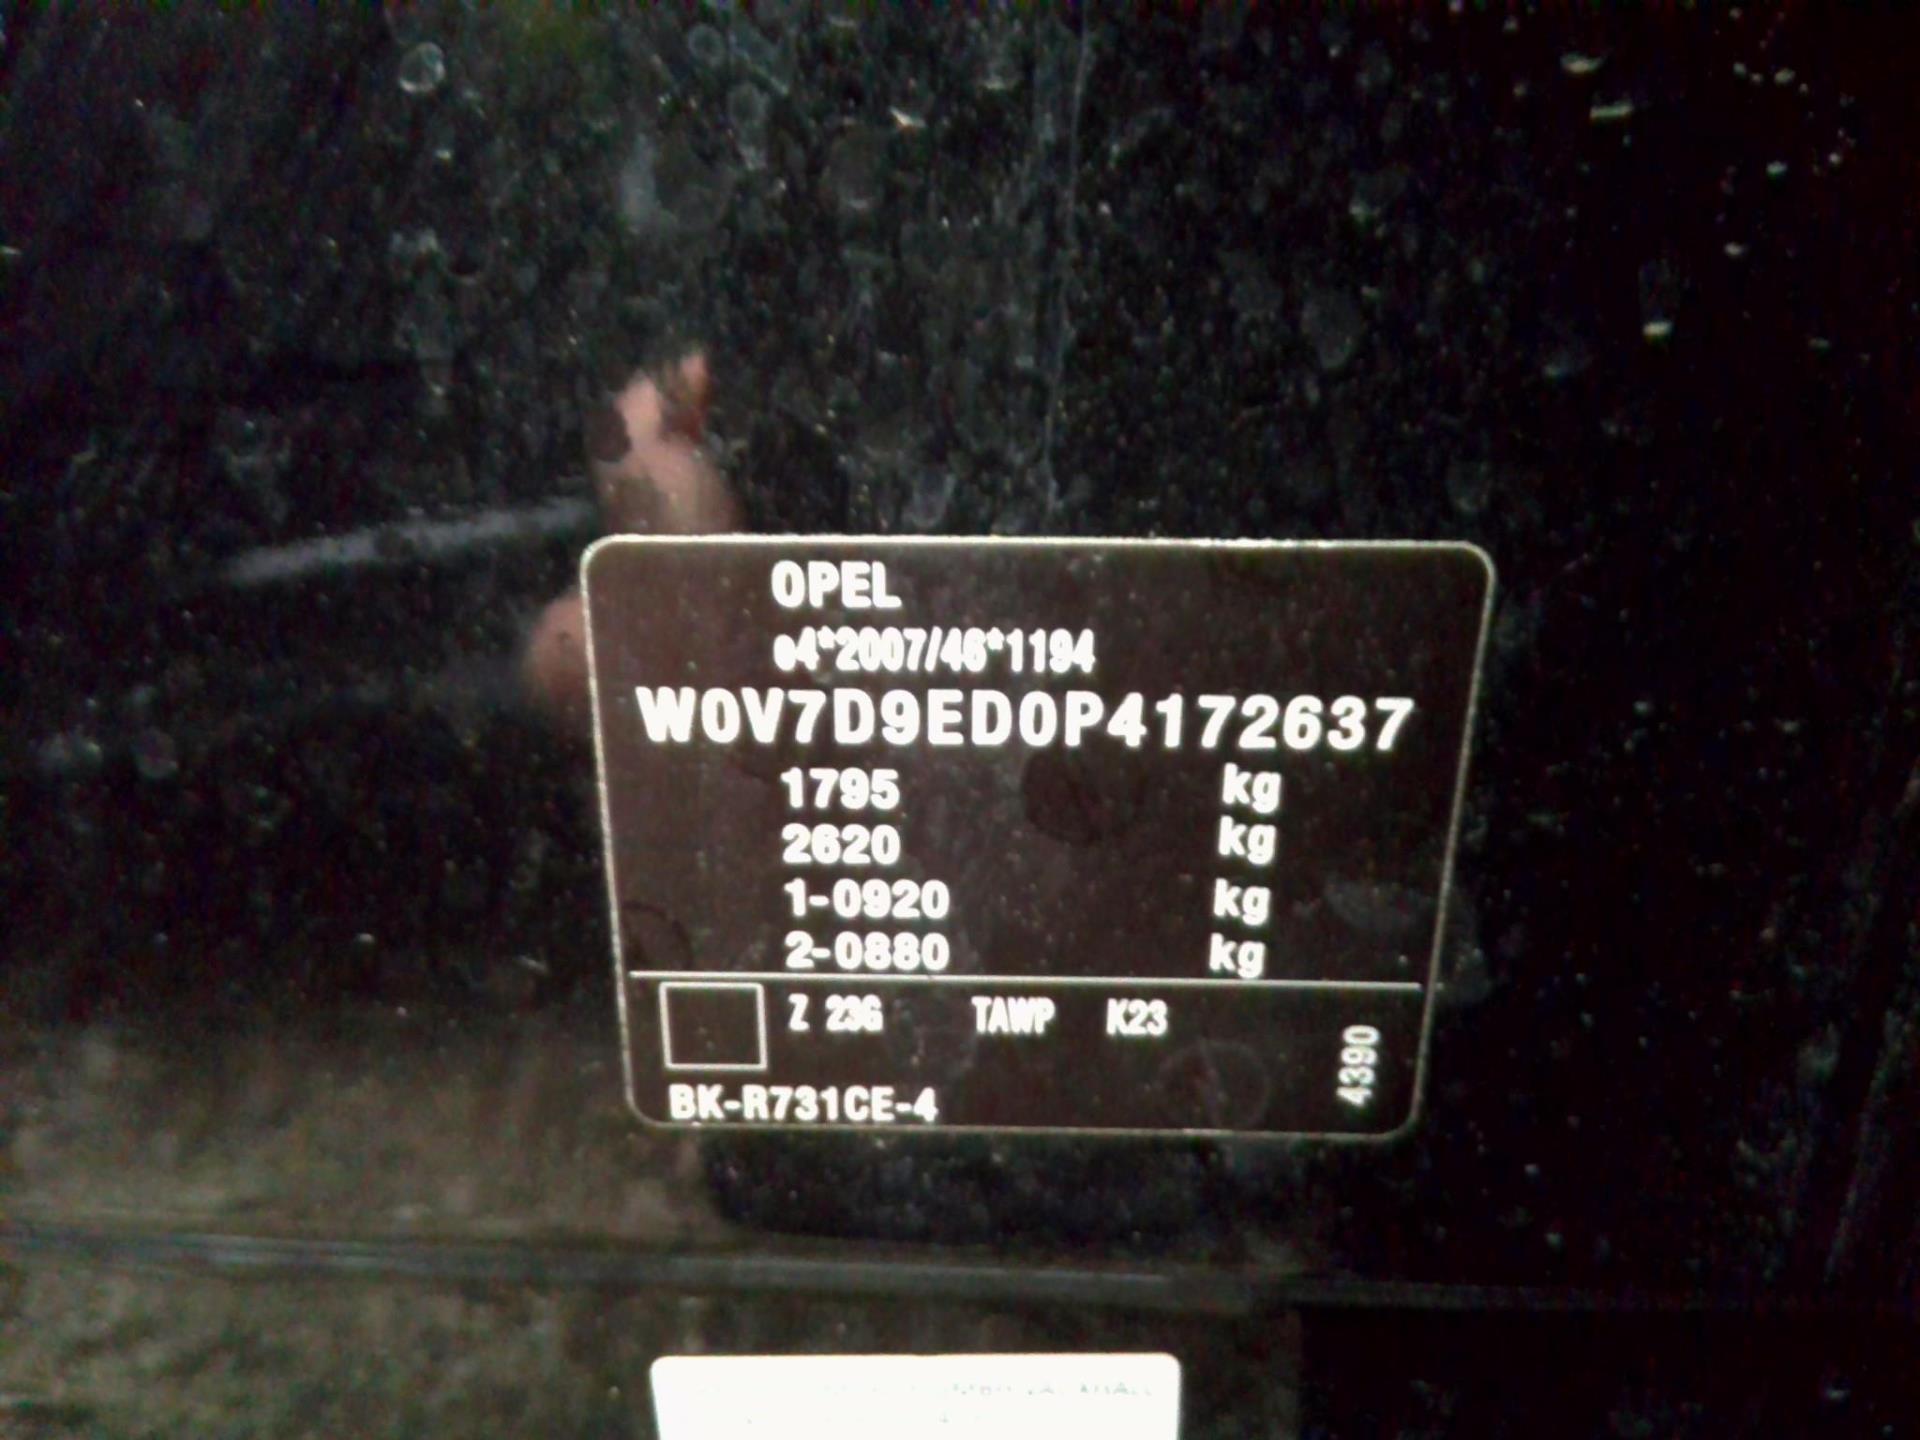 OPEL
e4*2007/46*1194
W0V7D9ED0P4172637
1795 kg
2620 kg
1-0920 kg
2-0880 kg
Z 23G TAWP K23
4390
BK-R731CE-4